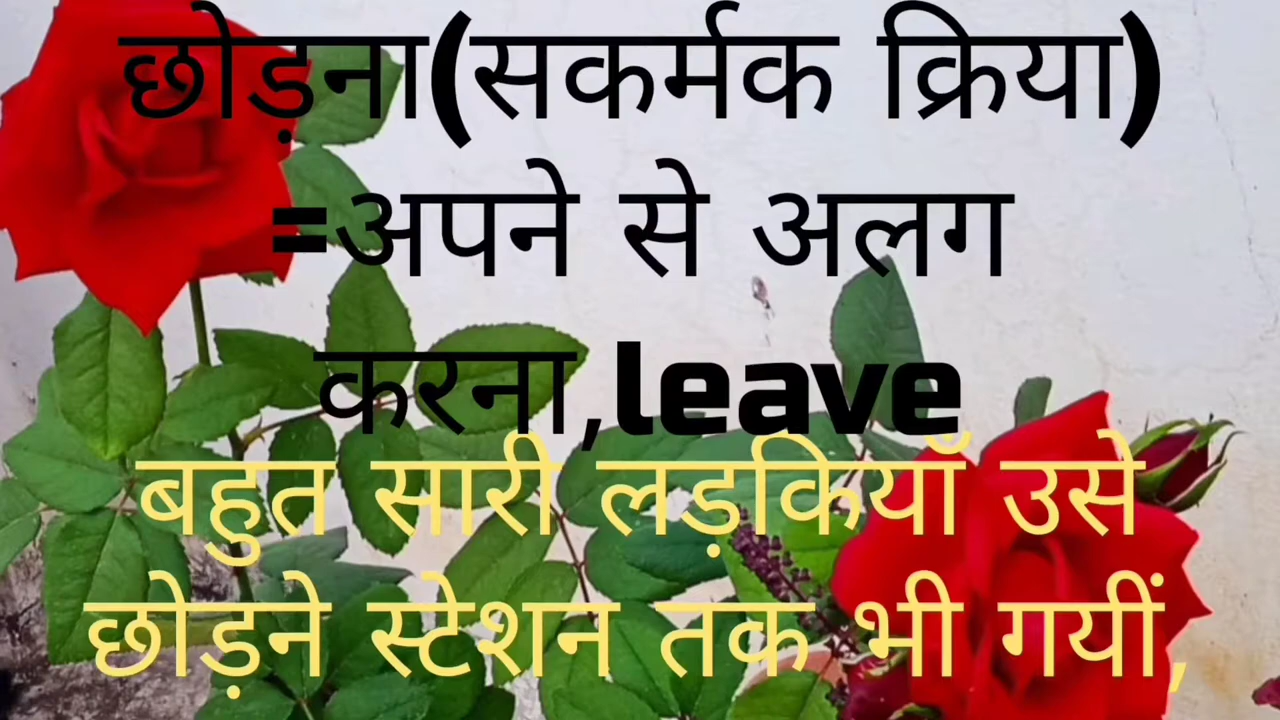 छोड़ना(सकर्मक क्रिया)
=अपने से अलग
करना,leave
बहुत सारी लड़कियाँ उसे
छोड़ने स्टेशन तक भी गयीं,